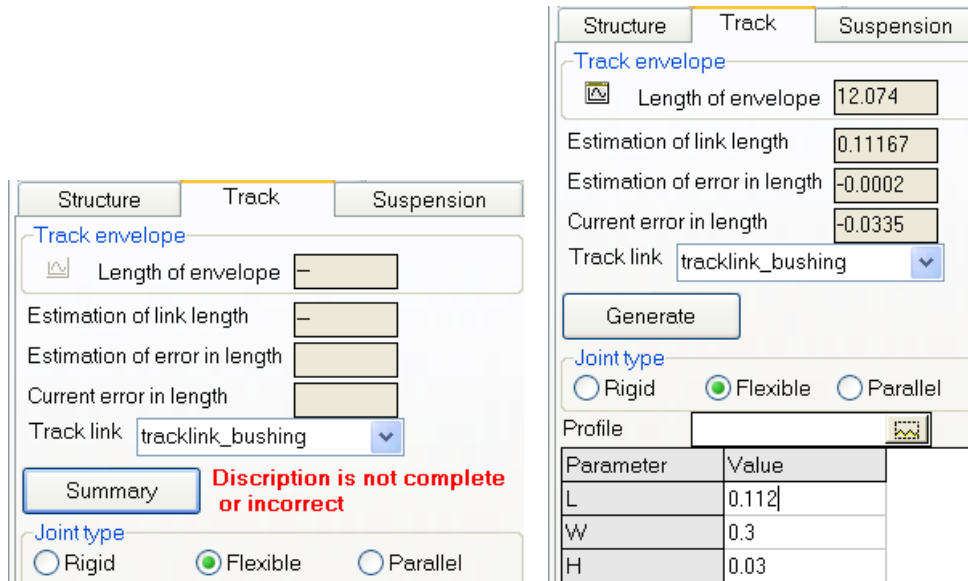 Structure Track Suspension
Track envelope
Length of envelope –
Estimation of link length –
Estimation of error in length
Current error in length
Track link tracklink_bushing
Summary Discription is not complete
or incorrect
Joint type
Rigid Flexible Parallel
Structure Track Suspension
Track envelope
Length of envelope 12.074
Estimation of link length 0.11167
Estimation of error in length -0.0002
Current error in length -0.0335
Track link tracklink_bushing
Generate
Joint type
Rigid Flexible Parallel
Profile
Parameter Value
L 0.112
W 0.3
H 0.03